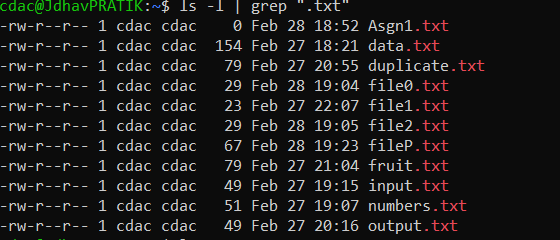 cdac@JdhavPRATIK:~$ ls -l | grep ".txt"
-rw-r--r-- 1 cdac cdac    0 Feb 28 18:52 Asgn1.txt
-rw-r--r-- 1 cdac cdac  154 Feb 27 18:21 data.txt
-rw-r--r-- 1 cdac cdac   79 Feb 27 20:55 duplicate.txt
-rw-r--r-- 1 cdac cdac   29 Feb 28 19:04 file0.txt
-rw-r--r-- 1 cdac cdac   23 Feb 27 22:07 file1.txt
-rw-r--r-- 1 cdac cdac   29 Feb 28 19:05 file2.txt
-rw-r--r-- 1 cdac cdac   67 Feb 28 19:23 fileP.txt
-rw-r--r-- 1 cdac cdac   79 Feb 27 21:04 fruit.txt
-rw-r--r-- 1 cdac cdac   49 Feb 27 19:15 input.txt
-rw-r--r-- 1 cdac cdac   51 Feb 27 19:07 numbers.txt
-rw-r--r-- 1 cdac cdac   49 Feb 27 20:16 output.txt